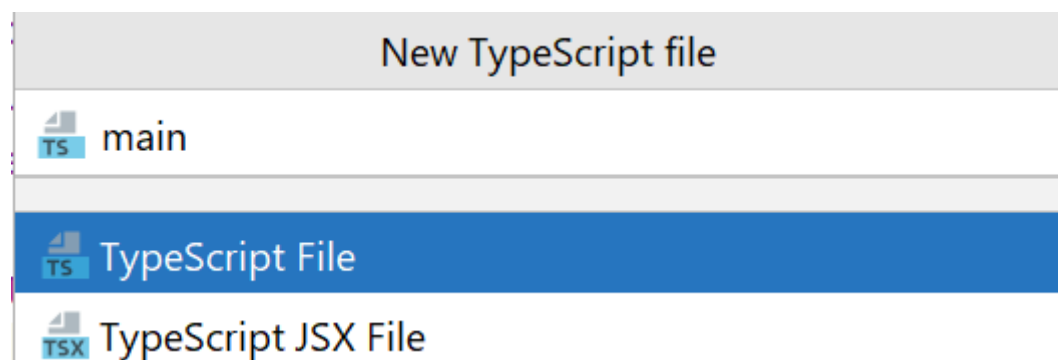 New TypeScript file
TS main
TS TypeScript File
TSX TypeScript JSX File